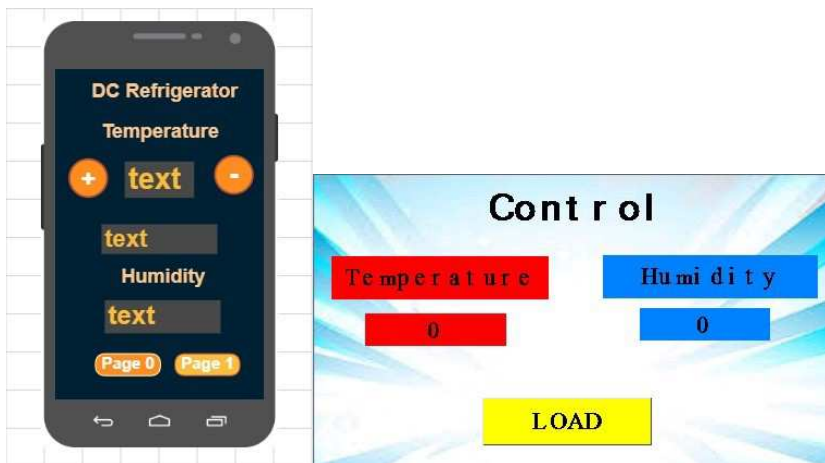 DC Refrigerator
Temperature
+ text -
text
Humidity
text
Page 0 Page 1
Control
Temperature Humidity
0 0
LOAD